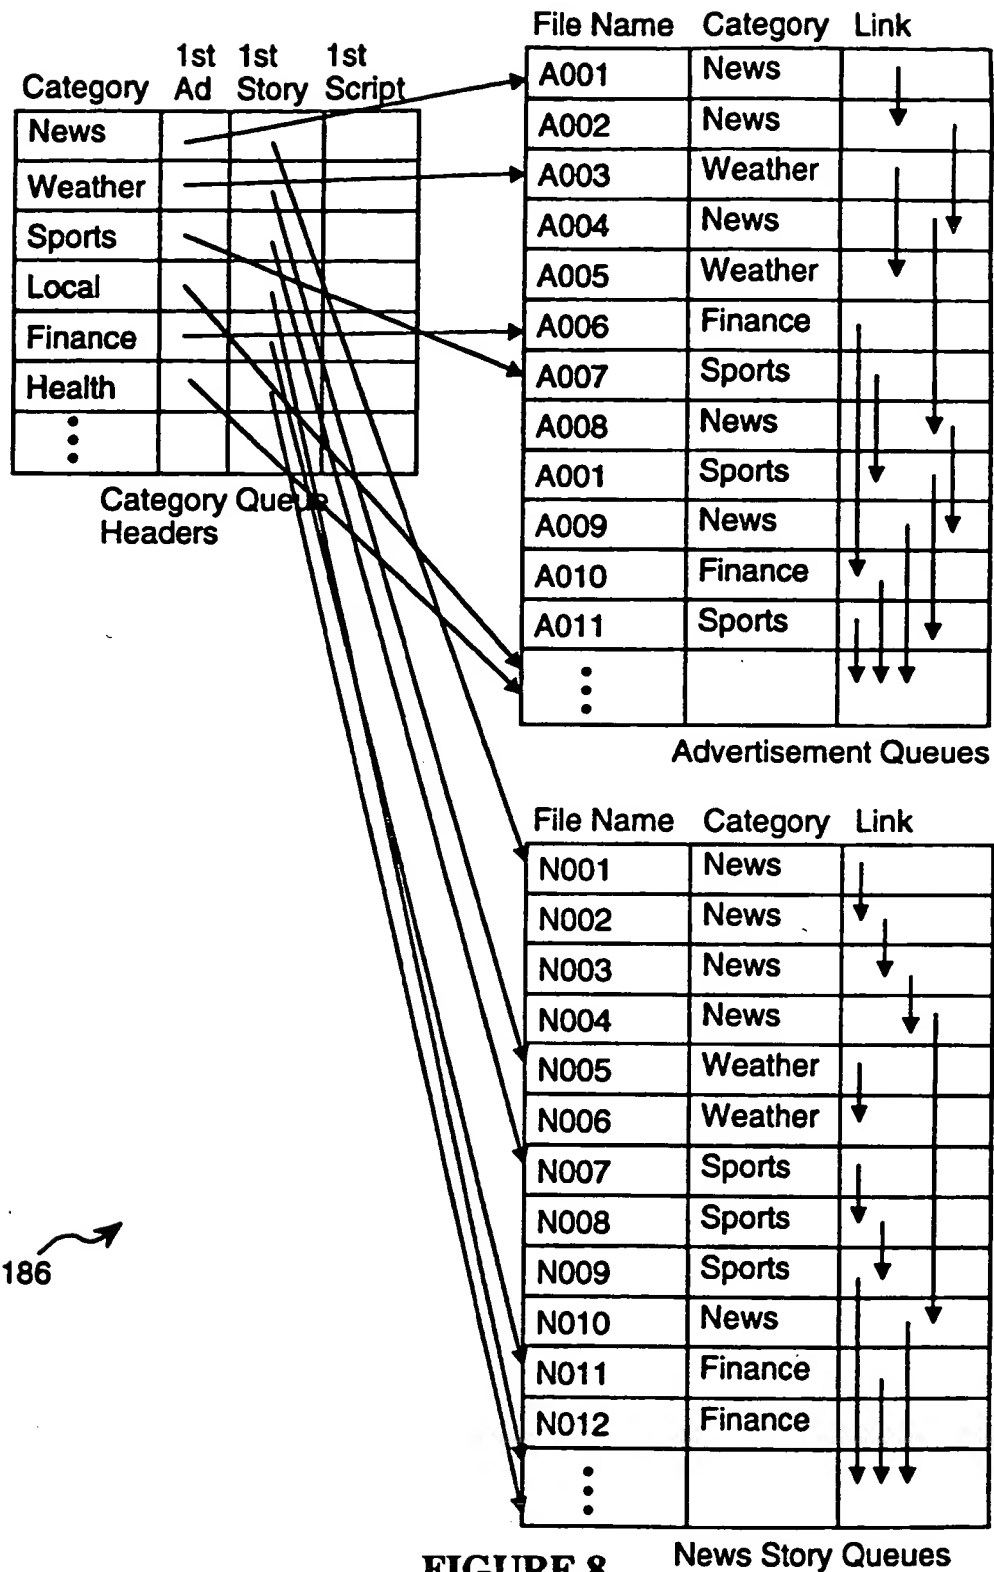 1st 1st 1st
Category Ad Story Script
News
Weather
Sports
Local
Finance
Health
Category Queue
Headers
File Name Category Link
A001 News
A002 News
A003 Weather
A004 News
A005 Weather
A006 Finance
A007 Sports
A008 News
A001 Sports
A009 News
A010 Finance
A011 Sports
Advertisement Queues
File Name Category Link
N001 News
N002 News
N003 News
N004 News
N005 Weather
N006 Weather
N007 Sports
N008 Sports
N009 Sports
N010 News
N011 Finance
N012 Finance
News Story Queues
186
FIGURE 8